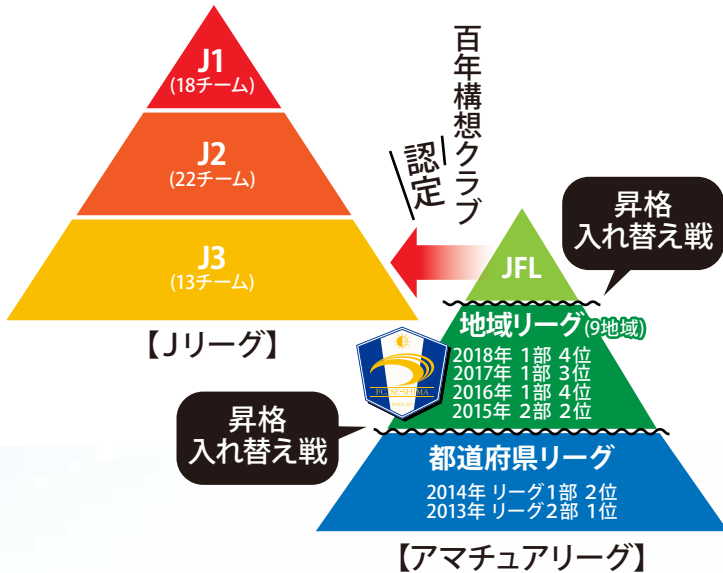 J1
(18チーム)
J2
(22チーム)
J3
(13チーム)
【Jリーグ】
百年構想クラブ
認定
昇格
入れ替え戦
JFL
地域リーグ(9地域)
2018年 1部 4位
2017年 1部 3位
2016年 1部 4位
2015年 2部 2位
FC.ISE-SHIMA
昇格
入れ替え戦
都道府県リーグ
2014年 リーグ1部 2位
2013年 リーグ2部 1位
【アマチュアリーグ】